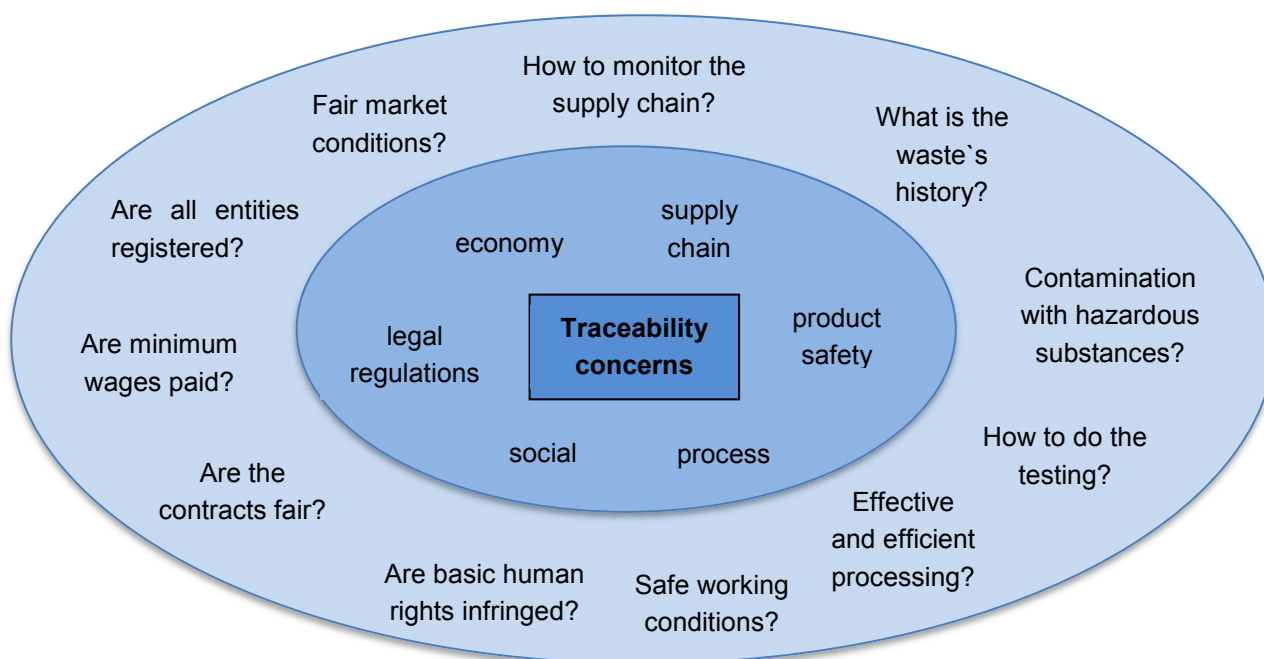 How to monitor the
supply chain?
Fair market
conditions?
What is the
waste`s
history?
Are all entities
registered?
supply
chain
economy
Contamination
with hazardous
substances?
Traceability
concerns
product
safety
legal
regulations
Are minimum
wages paid?
How to do the
testing?
social
process
Are the
contracts fair?
Effective
and efficient
processing?
Are basic human
rights infringed?
Safe working
conditions?